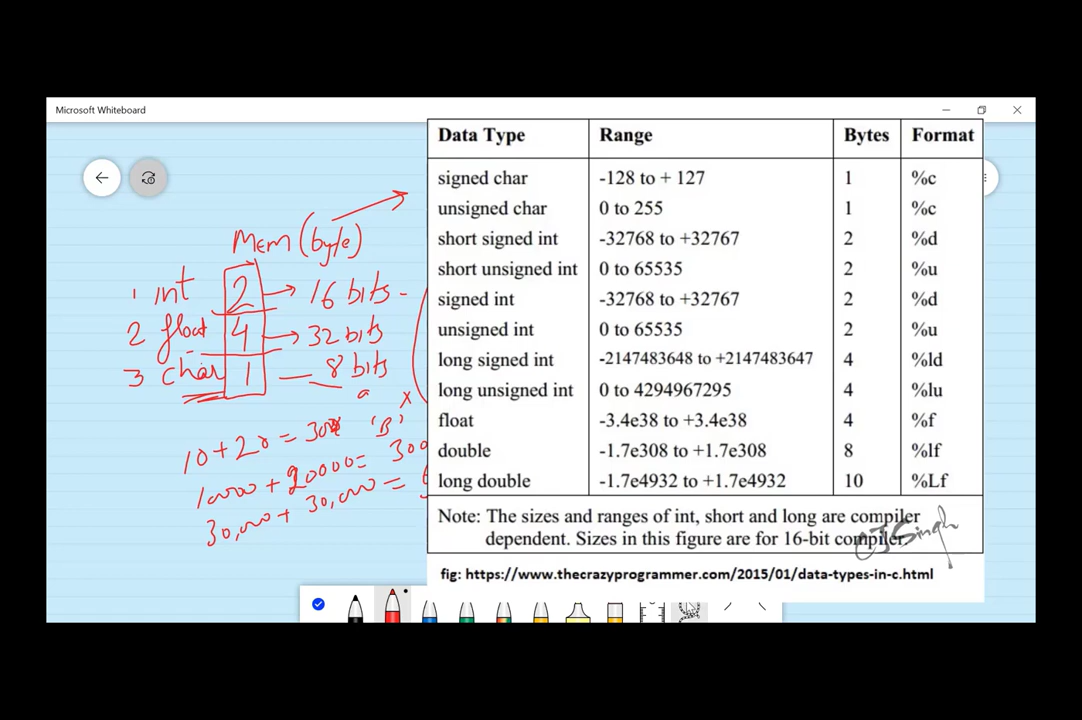 Microsoft Whiteboard
Mem (byte)
1 int 2 → 16 bits -
2 float 4 → 32 bits
3 char 1 — 8 bits
a x
10+20 = 30 'B'
+ 20000= 300
30,000+ 30,000 =
Data Type Range Bytes Format
signed char -128 to + 127 1 %c
unsigned char 0 to 255 1 %c
short signed int -32768 to +32767 2 %d
short unsigned int 0 to 65535 2 %u
signed int -32768 to +32767 2 %d
unsigned int 0 to 65535 2 %u
long signed int -2147483648 to +2147483647 4 %ld
long unsigned int 0 to 4294967295 4 %lu
float -3.4e38 to +3.4e38 4 %f
double -1.7e308 to +1.7e308 8 %lf
long double -1.7e4932 to +1.7e4932 10 %Lf
Note: The sizes and ranges of int, short and long are compiler
dependent. Sizes in this figure are for 16-bit compiler.
CJSingh
fig: https://www.thecrazyprogrammer.com/2015/01/data-types-in-c.html